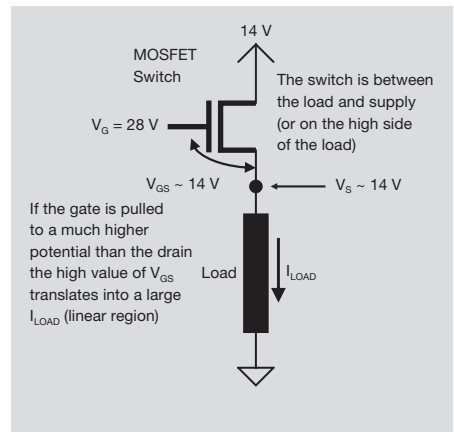 14 V
MOSFET
Switch
The switch is between
the load and supply
(or on the high side
of the load)
V_G = 28 V
V_GS ~ 14 V
V_S ~ 14 V
If the gate is pulled
to a much higher
potential than the drain
the high value of V_GS
translates into a large
I_LOAD (linear region)
Load
I_LOAD